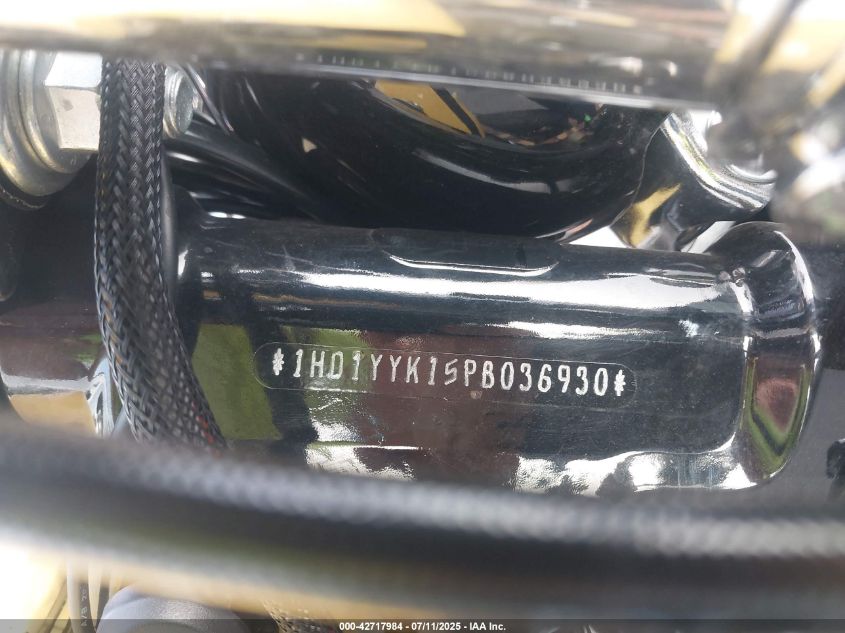 *1HD1YYK15PB036930*
000-42717984 - 07/11/2025 - IAA Inc.